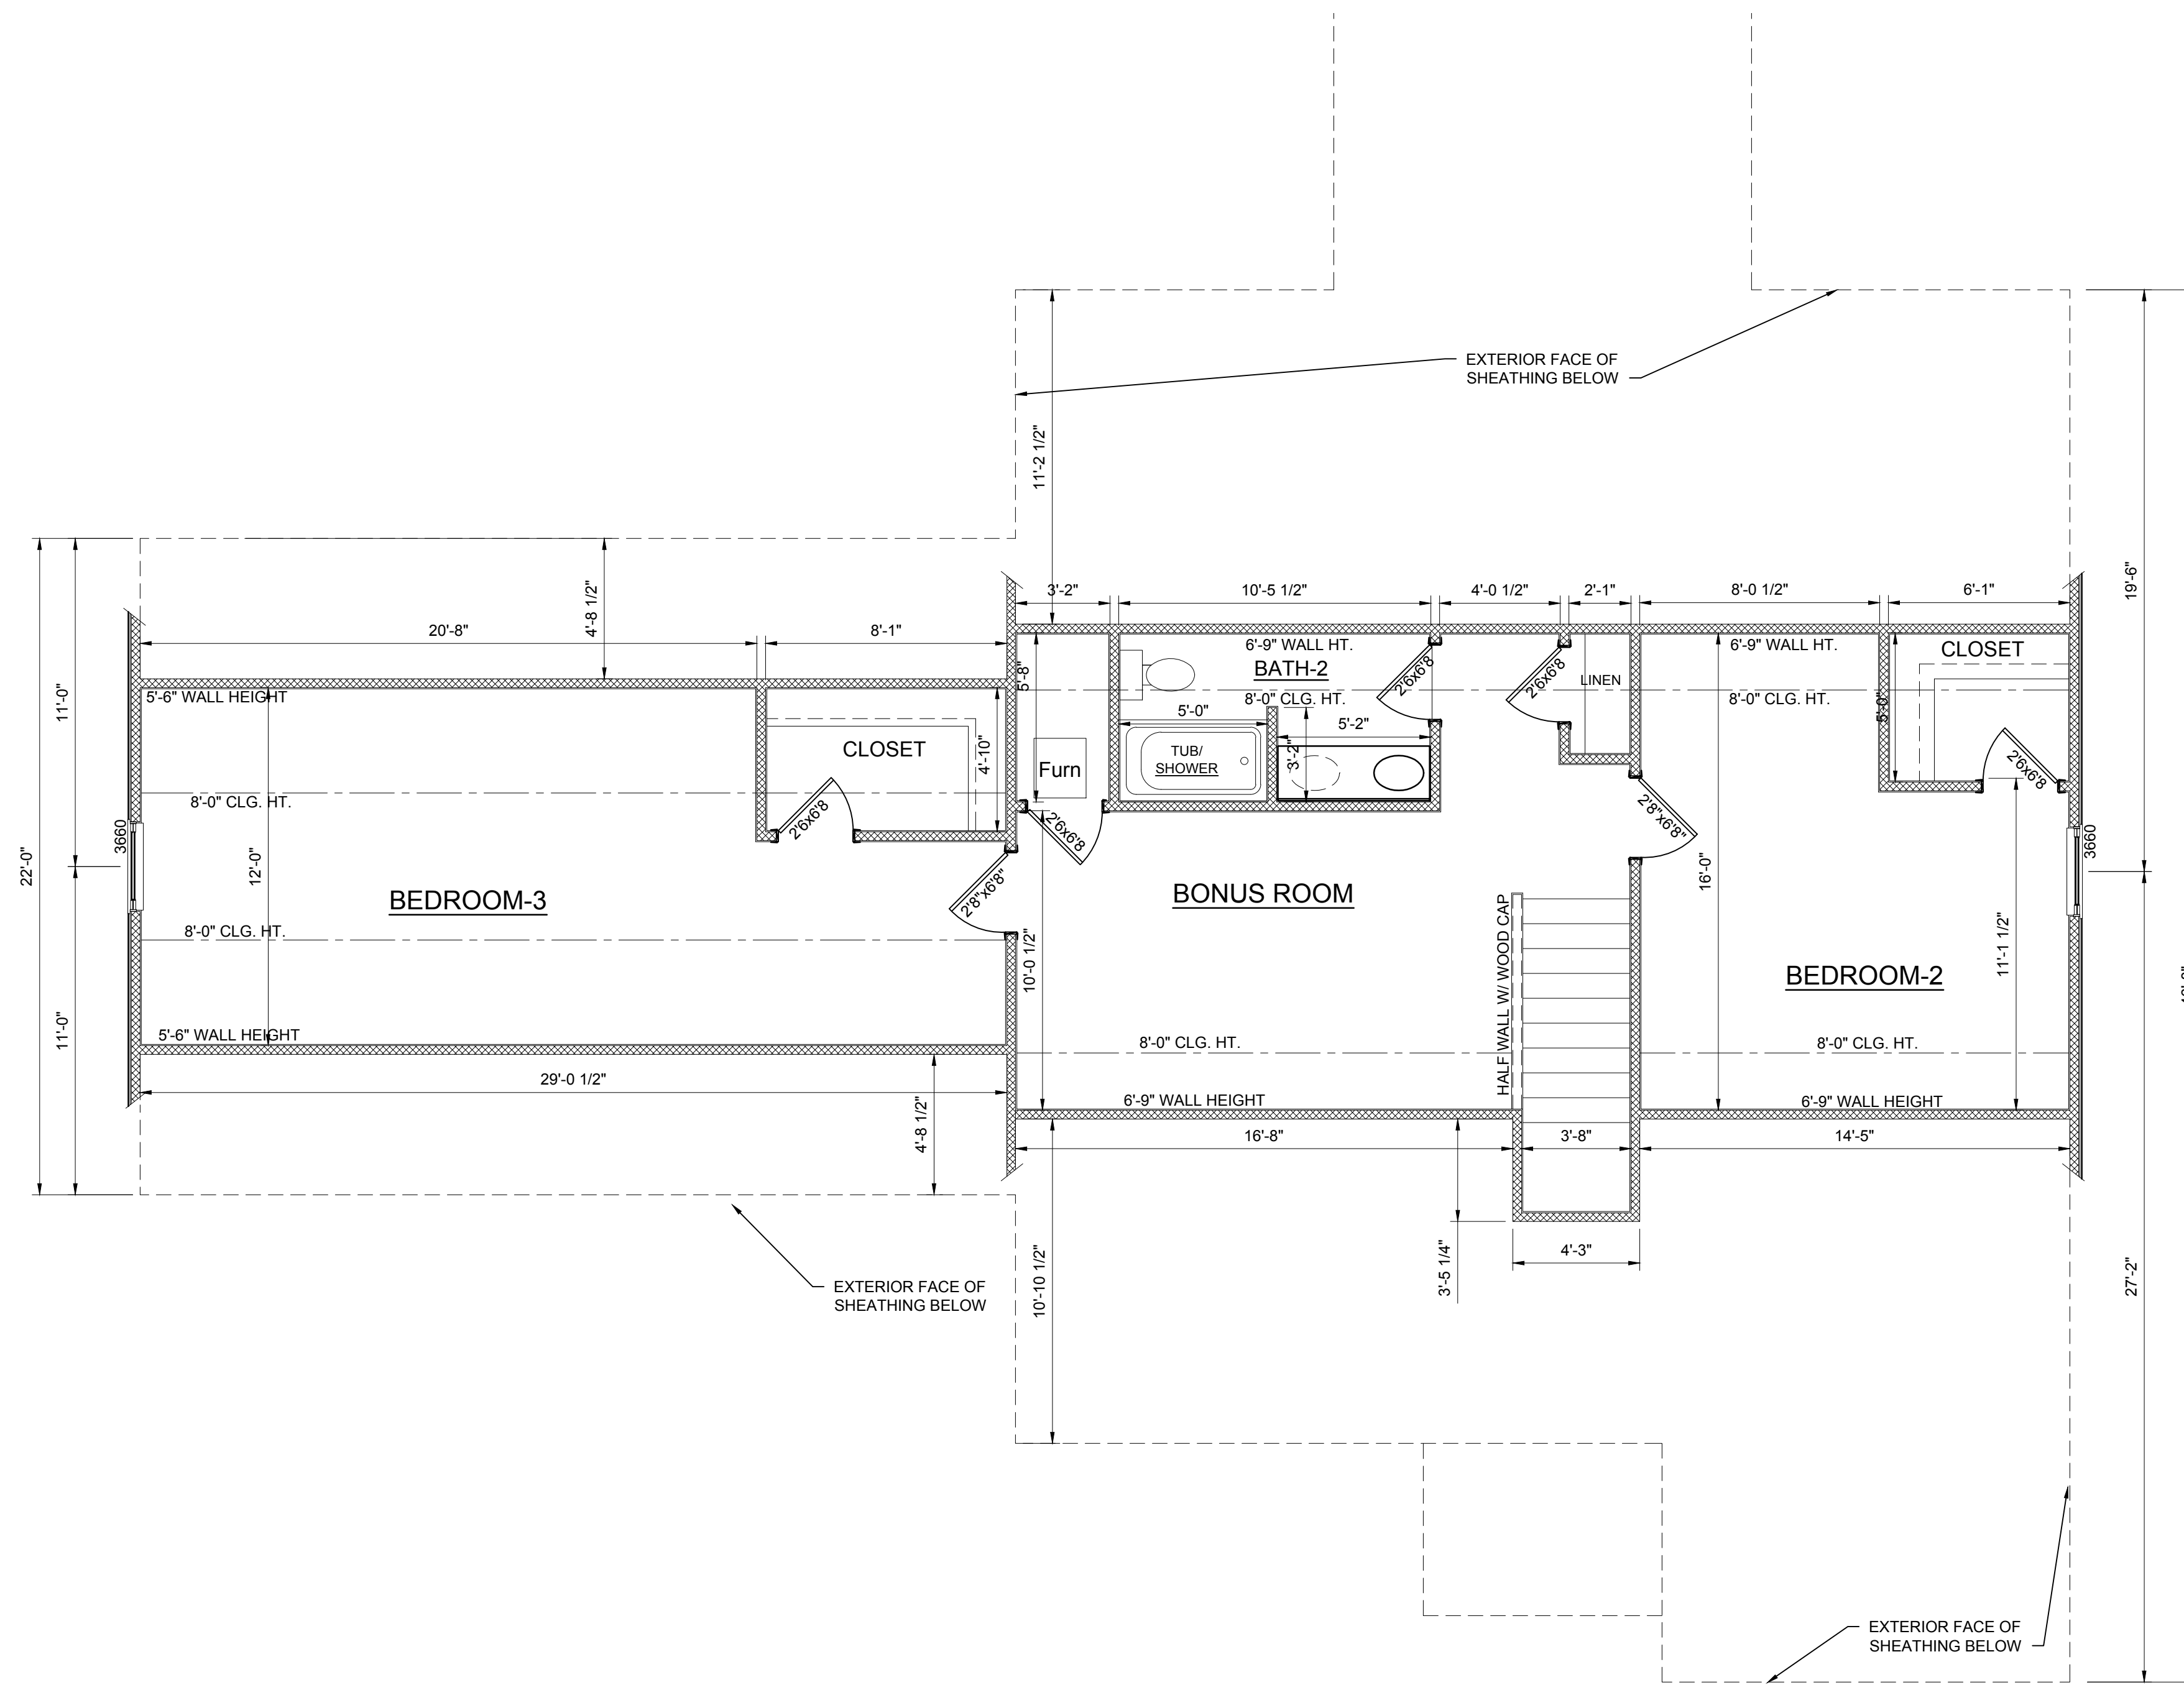 EXTERIOR FACE OF
SHEATHING BELOW
11'-2 1/2"
19'-6"
22'-0"
11'-0"
4'-8 1/2"
20'-8"
8'-1"
3'-2"
10'-5 1/2"
4'-0 1/2"
2'-1"
8'-0 1/2"
6'-1"
5'-6" WALL HEIGHT
6'-9" WALL HT.
BATH-2
8'-0" CLG. HT.
5'-8"
5'-0"
5'-2"
3'-2"
TUB/
SHOWER
2'6x6'8
2'6x6'8
LINEN
6'-9" WALL HT.
8'-0" CLG. HT.
CLOSET
5'-0"
2'6x6'8
CLOSET
4'-10"
2'6x6'8
Furn
2'6x6'8
8'-0" CLG. HT.
3660
12'-0"
BEDROOM-3
2'8"x6'8"
BONUS ROOM
2'8"x6'8"
16'-0"
3660
8'-0" CLG. HT.
10'-0 1/2"
HALF WALL W/ WOOD CAP
BEDROOM-2
11'-1 1/2"
11'-0"
5'-6" WALL HEIGHT
8'-0" CLG. HT.
8'-0" CLG. HT.
6'-9" WALL HEIGHT
6'-9" WALL HEIGHT
29'-0 1/2"
4'-8 1/2"
16'-8"
3'-8"
14'-5"
4'-3"
3'-5 1/4"
10'-10 1/2"
27'-2"
EXTERIOR FACE OF
SHEATHING BELOW
EXTERIOR FACE OF
SHEATHING BELOW